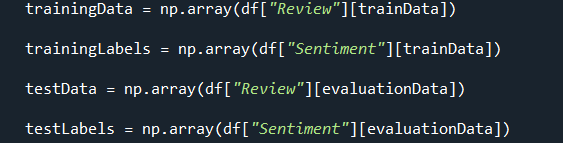 trainingData = np.array(df["Review"][trainData])
trainingLabels = np.array(df["Sentiment"][trainData])
testData = np.array(df["Review"][evaluationData])
testLabels = np.array(df["Sentiment"][evaluationData])